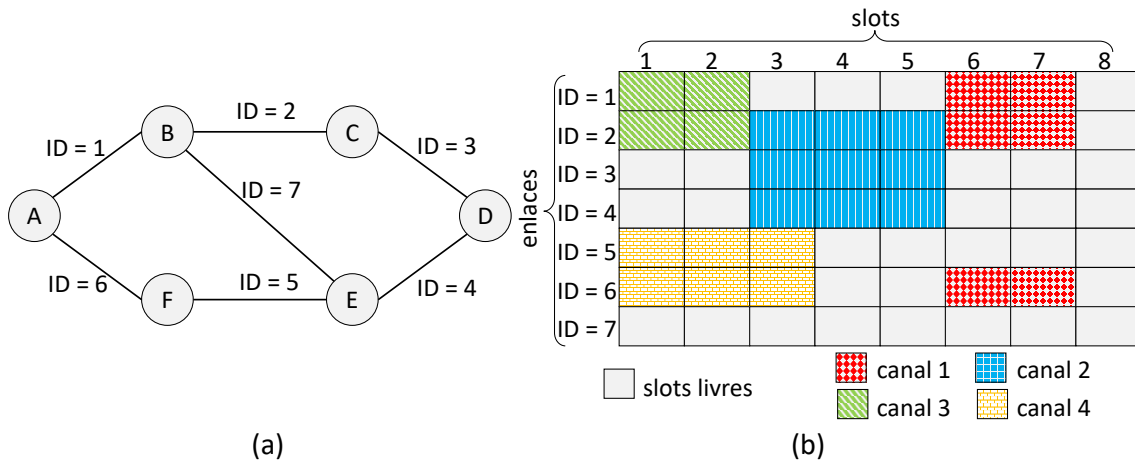 slots
1 2 3 4 5 6 7 8
ID = 2
B
C
ID = 1
ID = 3
ID = 7
A
D
ID = 6
ID = 5
ID = 4
F
E
enlaces
ID = 1
ID = 2
ID = 3
ID = 4
ID = 5
ID = 6
ID = 7
slots livres
canal 1
canal 2
canal 3
canal 4
(a)
(b)